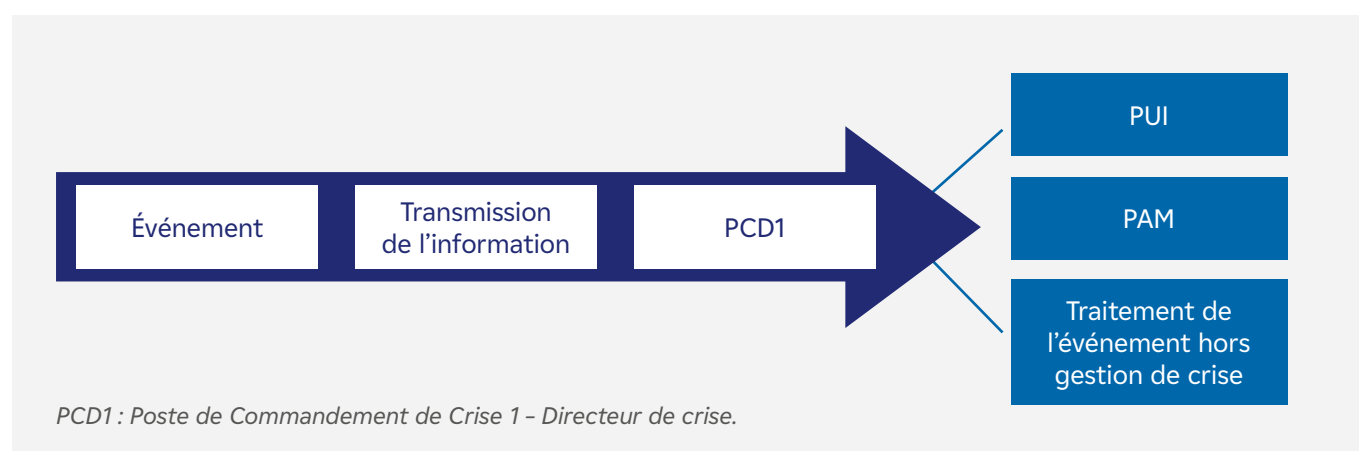 Événement
Transmission
de l’information
PCD1
PUI
PAM
Traitement de
l’événement hors
gestion de crise
PCD1 : Poste de Commandement de Crise 1 – Directeur de crise.